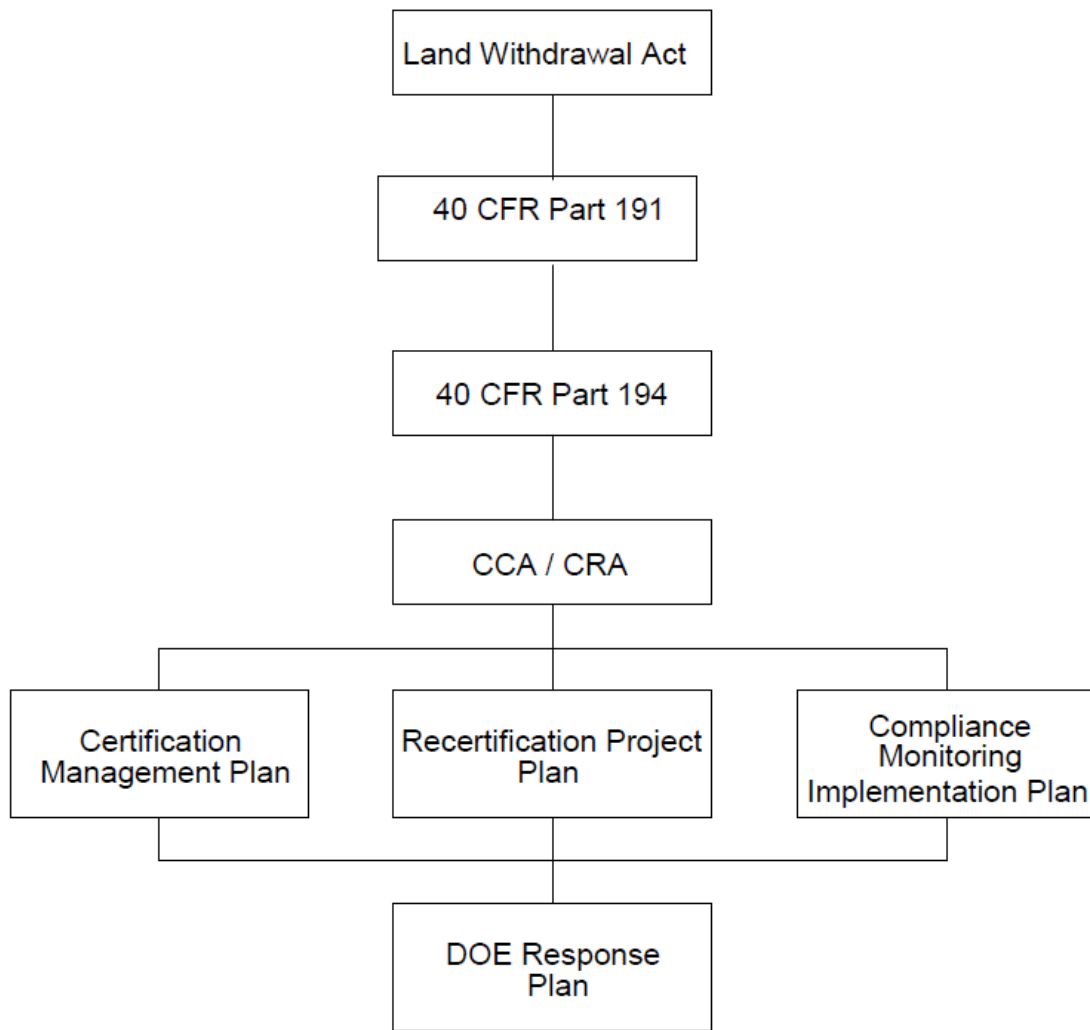 Land Withdrawal Act
40 CFR Part 191
40 CFR Part 194
CCA / CRA
Certification
Management Plan
Recertification Project
Plan
Compliance
Monitoring
Implementation Plan
DOE Response
Plan